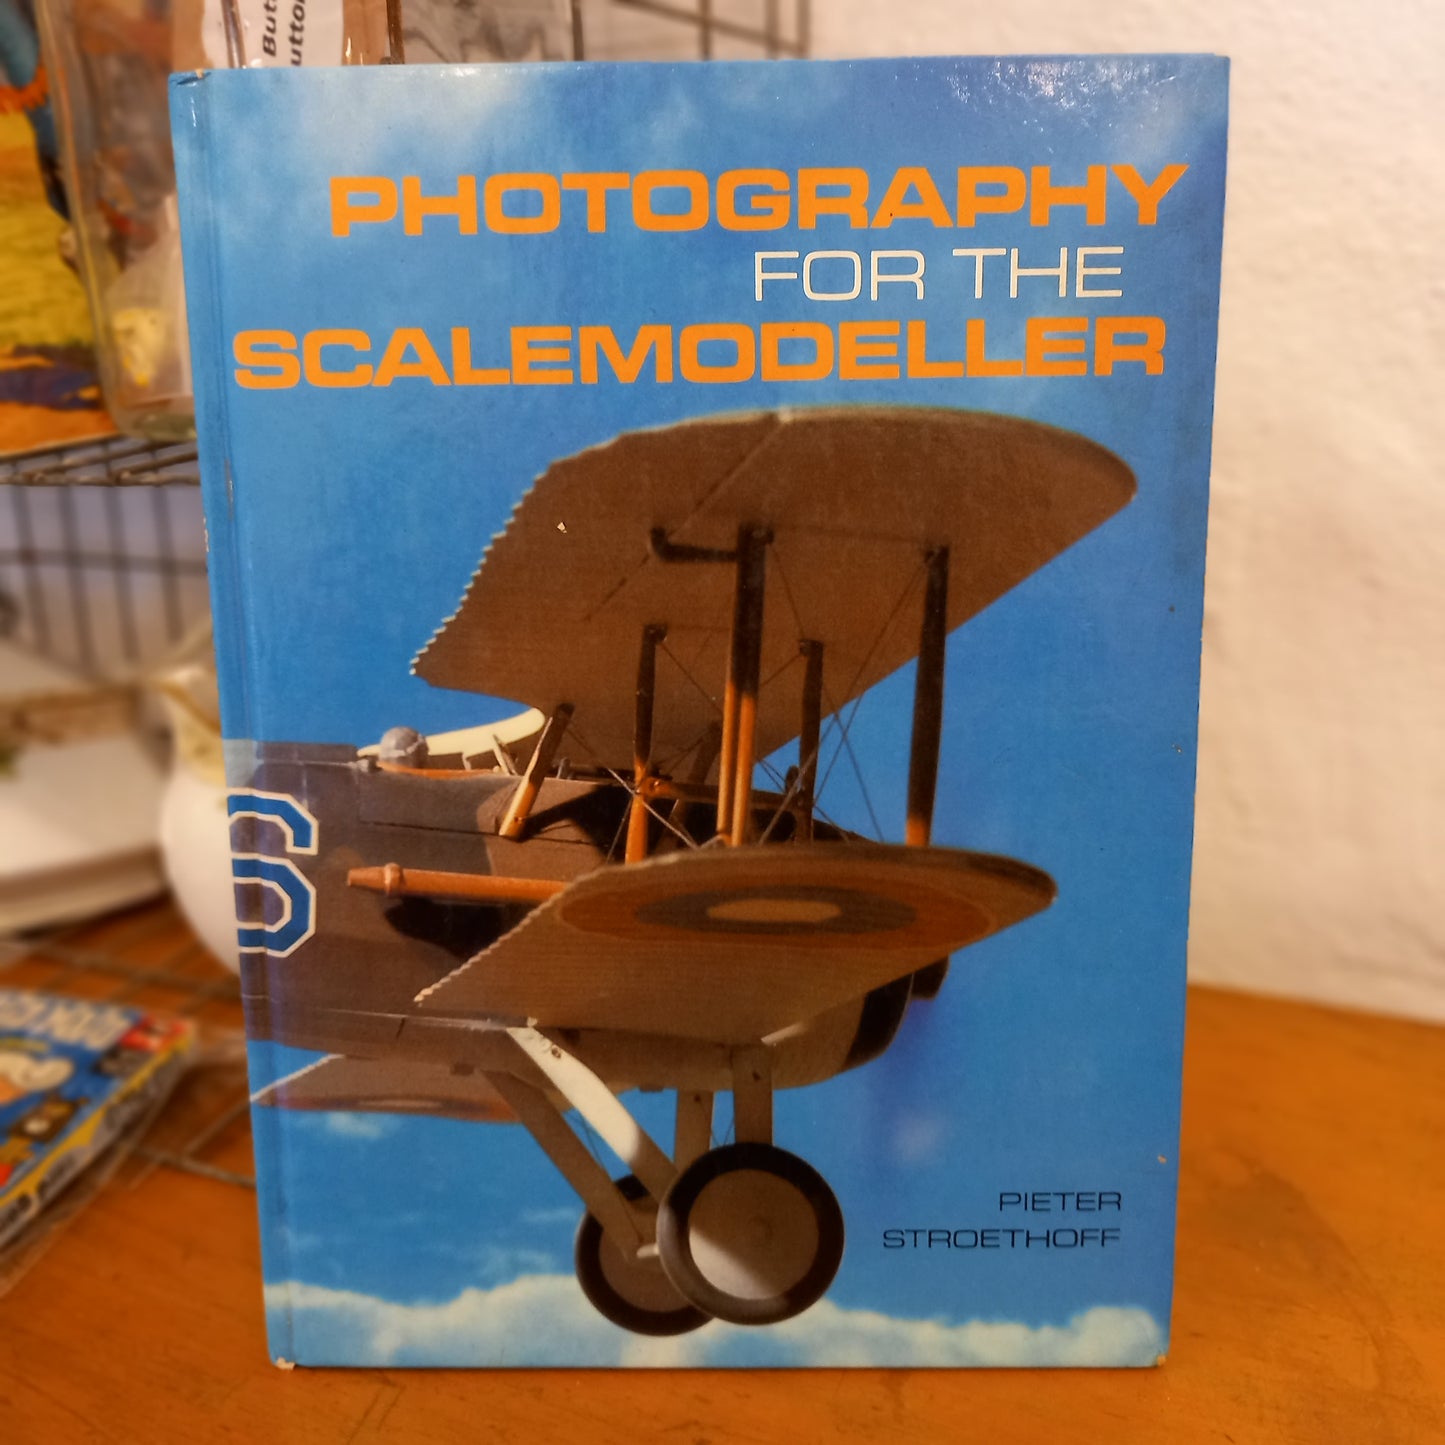 PHOTOGRAPHY
FOR THE
SCALEMODELLER
6
PIETER
STROETHOFF